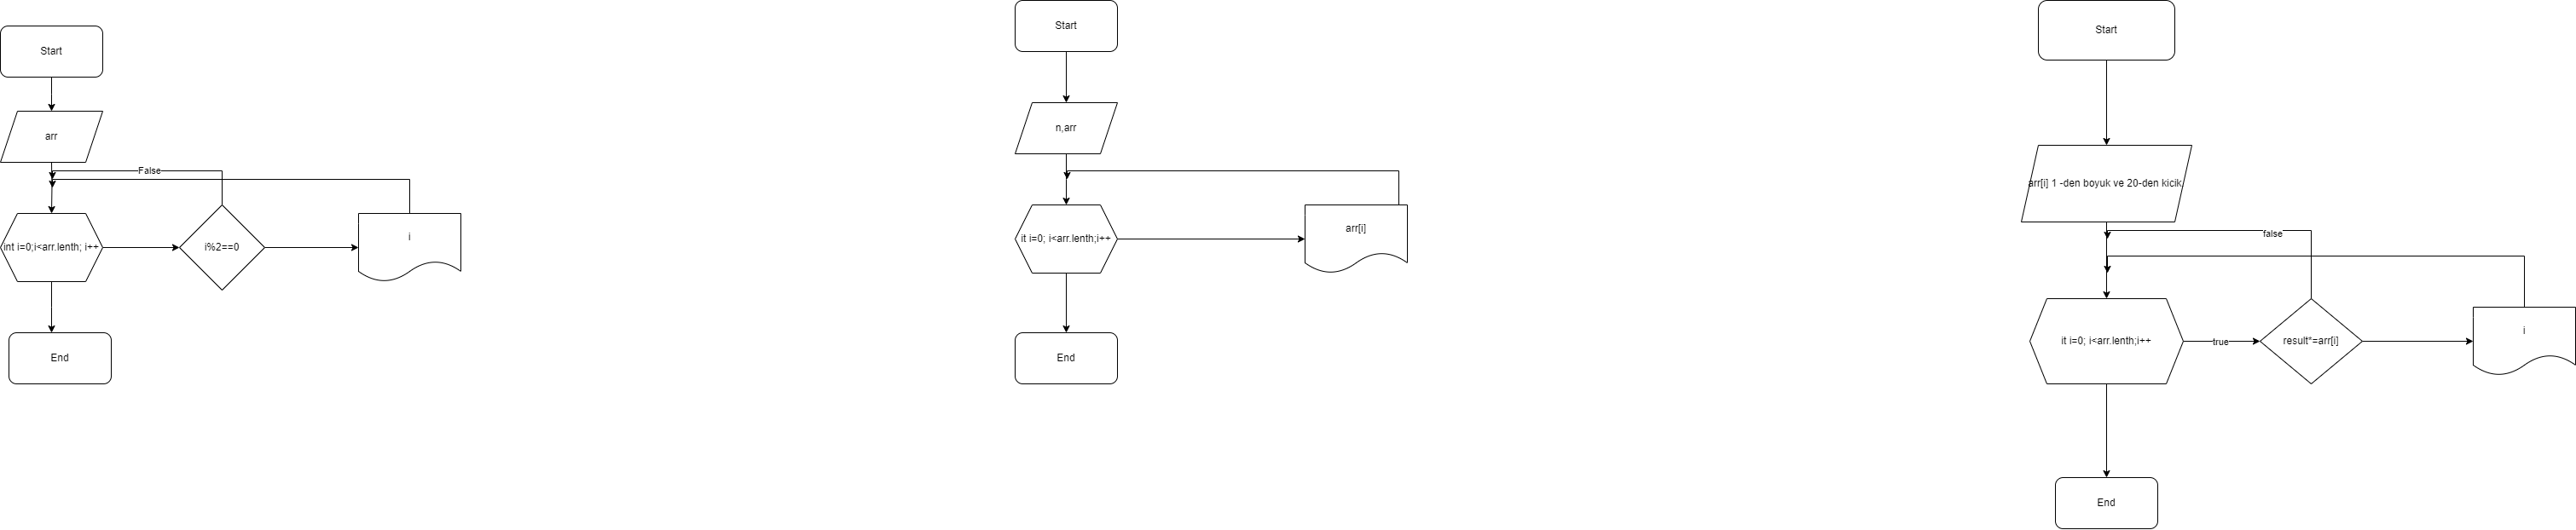 Start
arr
False
int i=0;i<arr.lenth; i++
i%2==0
i
End
Start
n,arr
it i=0; i<arr.lenth;i++
arr[i]
End
Start
arr[i] 1 -den boyuk ve 20-den kicik
false
it i=0; i<arr.lenth;i++
true
result*=arr[i]
i
End